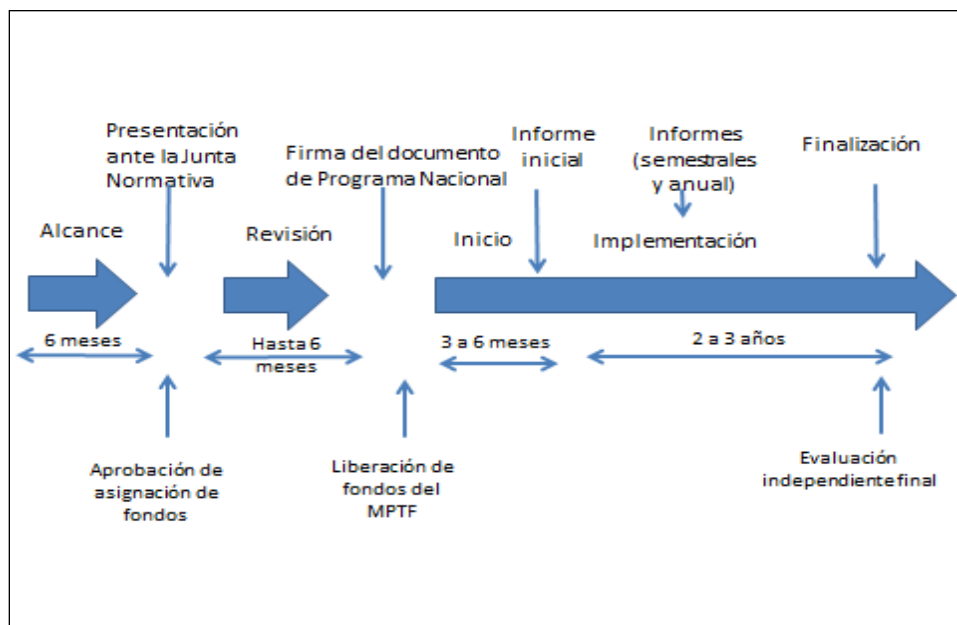 Presentación
ante la Junta
Normativa
Firma del documento
de Programa Nacional
Informe
inicial
Informes
(semestrales
y anual)
Finalización
Alcance
Revisión
Inicio
Implementación
6 meses
Hasta 6
meses
3 a 6 meses
2 a 3 años
Aprobación de
asignación de
fondos
Liberación de
fondos del
MPTF
Evaluación
independiente final